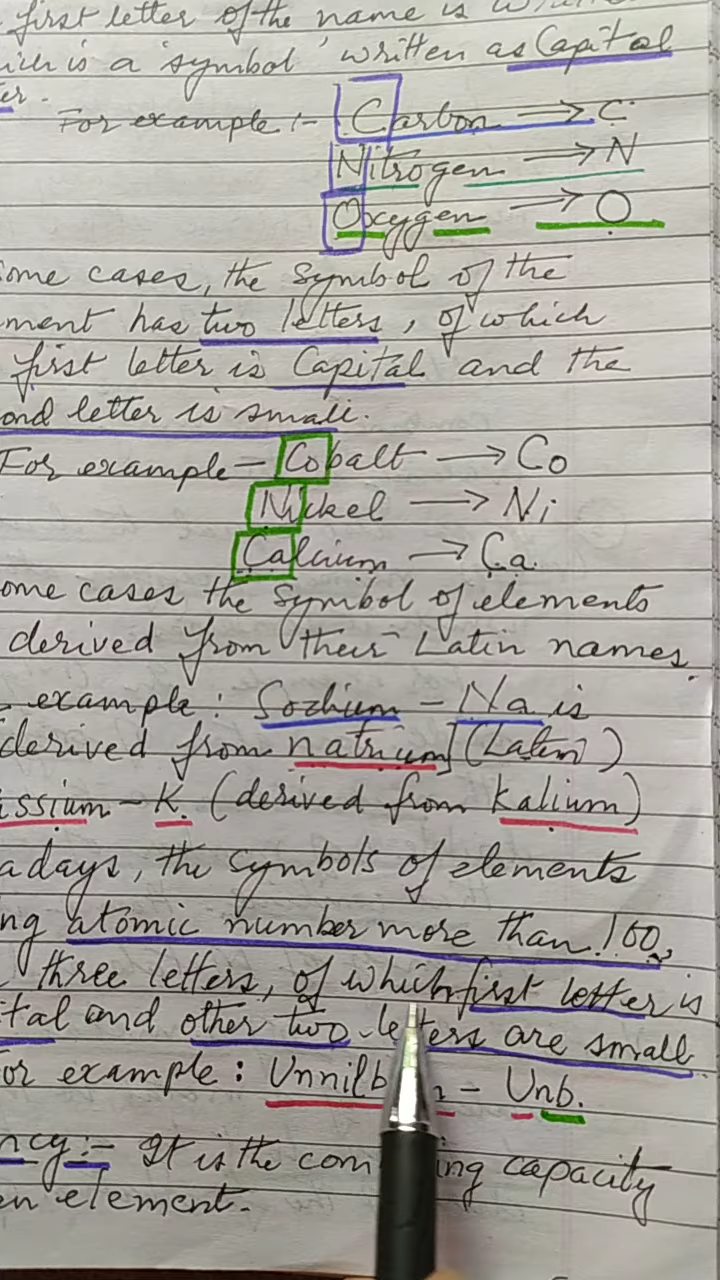 first letter of the name is
is a 'symbol' written as Capital
er.
For example :- Carbon → C
Nitrogen → N
Oxygen → O
ome cases, the symbol of the
ment has two letters, of which
first letter is Capital and the
ond letter is small.
For example - Cobalt → Co
Nickel → Ni
Calcium → Ca
ome cases the symbol of elements
derived from their Latin names.
example : Sodium - Na is
derived from natrium (Latin)
ssium - K. (derived from kalium)
adays, the symbols of elements
ng atomic number more than 100,
three letters, of which first letter is
tal and other two letters are small.
or example : Unnilb - Unb.
ncy :- It is the com ing capacity
en element.